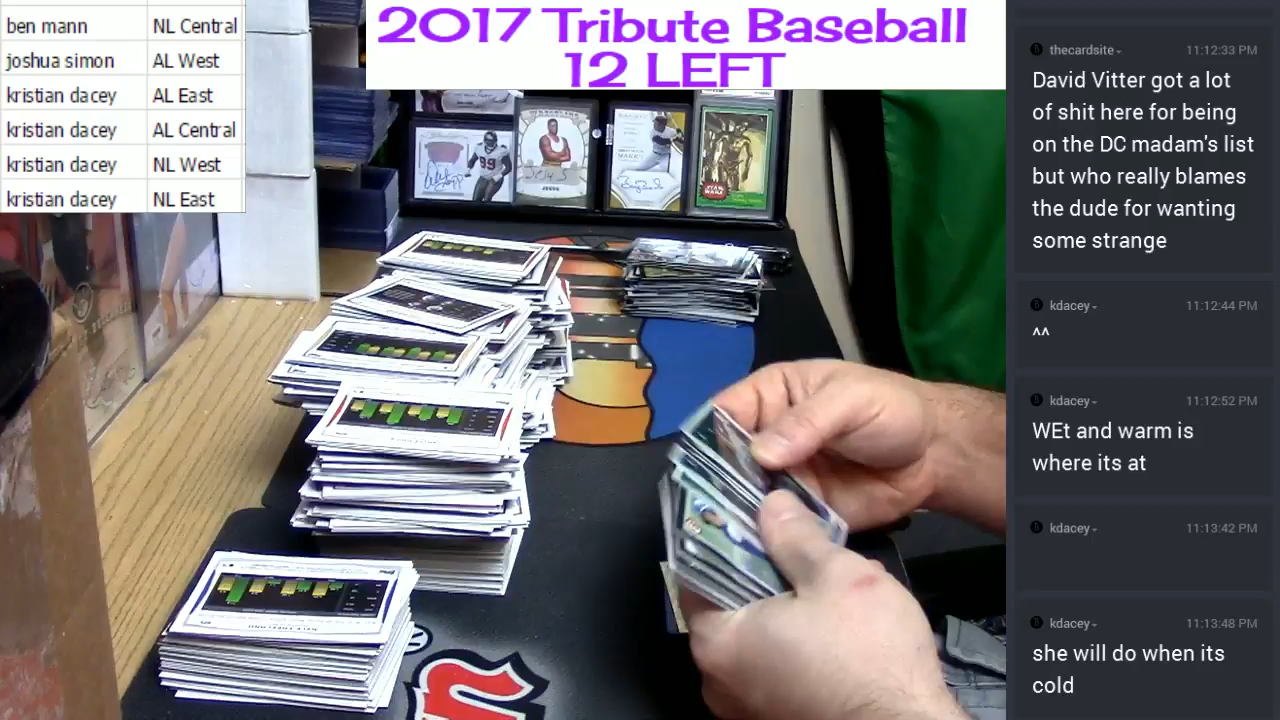 ben mann NL Central
joshua simon AL West
kristian dacey AL East
kristian dacey AL Central
kristian dacey NL West
kristian dacey NL East
2017 Tribute Baseball
12 LEFT
99
STAR
WARS
thecardsite 11:12:33 PM
David Vitter got a lot
of shit here for being
on the DC madam's list
but who really blames
the dude for wanting
some strange
kdacey 11:12:44 PM
^^
kdacey 11:12:52 PM
WEt and warm is
where its at
kdacey 11:13:42 PM
kdacey 11:13:48 PM
she will do when its
cold